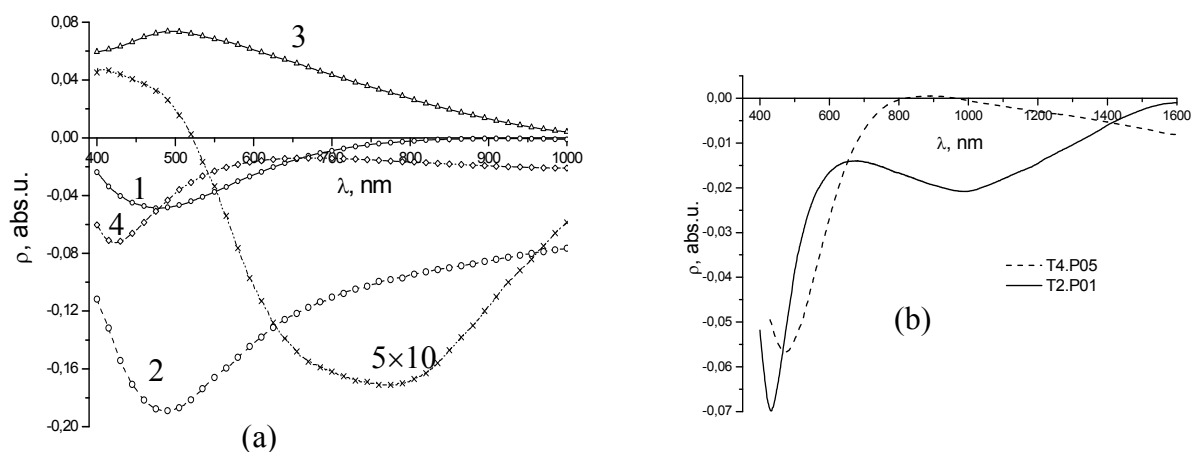 0,08
0,04
0,00
-0,04
-0,08
-0,12
-0,16
-0,20
400 500 600 700 800 900 1000
λ, nm
ρ, abs.u.
3
1
4
2
5×10
(a)
0,00
-0,01
-0,02
-0,03
-0,04
-0,05
-0,06
-0,07
400 600 800 1000 1200 1400 1600
λ, nm
ρ, abs.u.
T4.P05
T2.P01
(b)